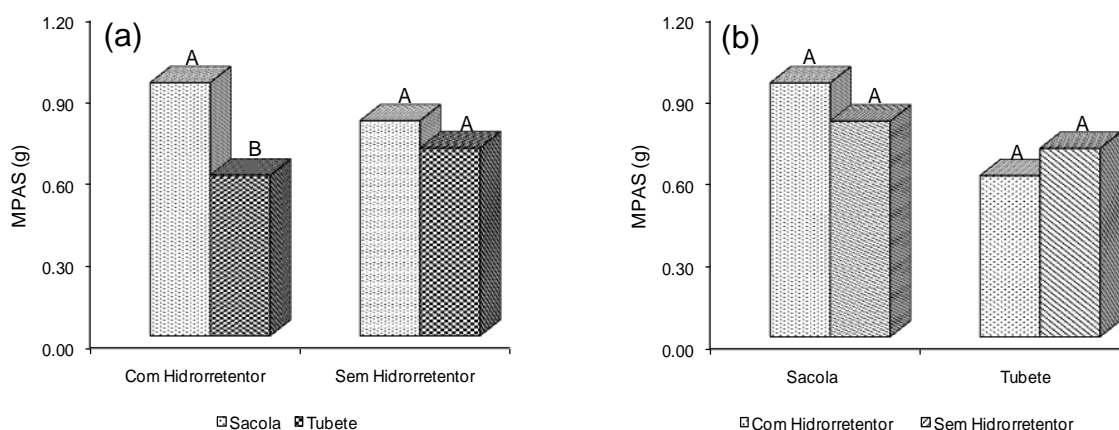 (a)
1.20
0.90
0.60
0.30
0.00
MPAS (g)
A
B
A
A
Com Hidrorretentor
Sem Hidrorretentor
Sacola Tubete
(b)
1.20
0.90
0.60
0.30
0.00
MPAS (g)
A
A
A
A
Sacola
Tubete
Com Hidrorretentor Sem Hidrorretentor